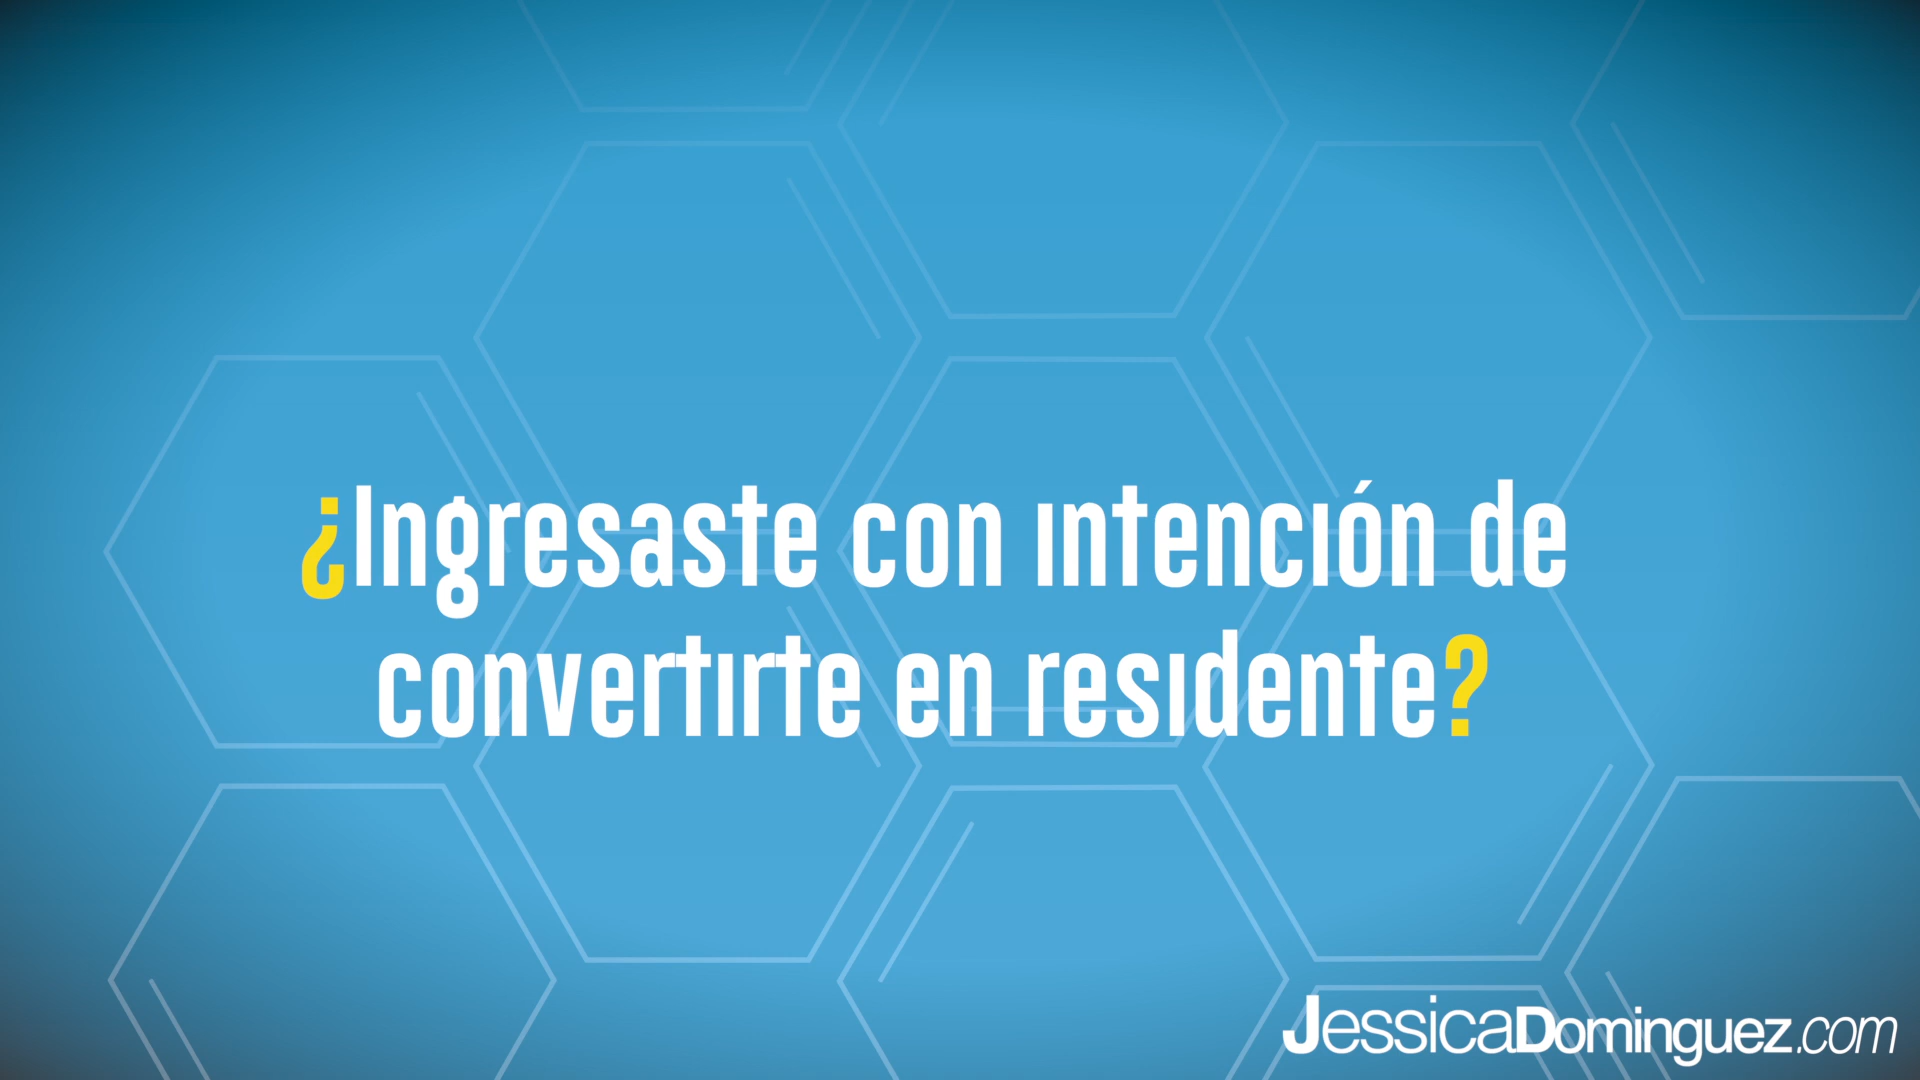 ¿Ingresaste con intención de
convertirte en residente?
JessicaDominguez.com